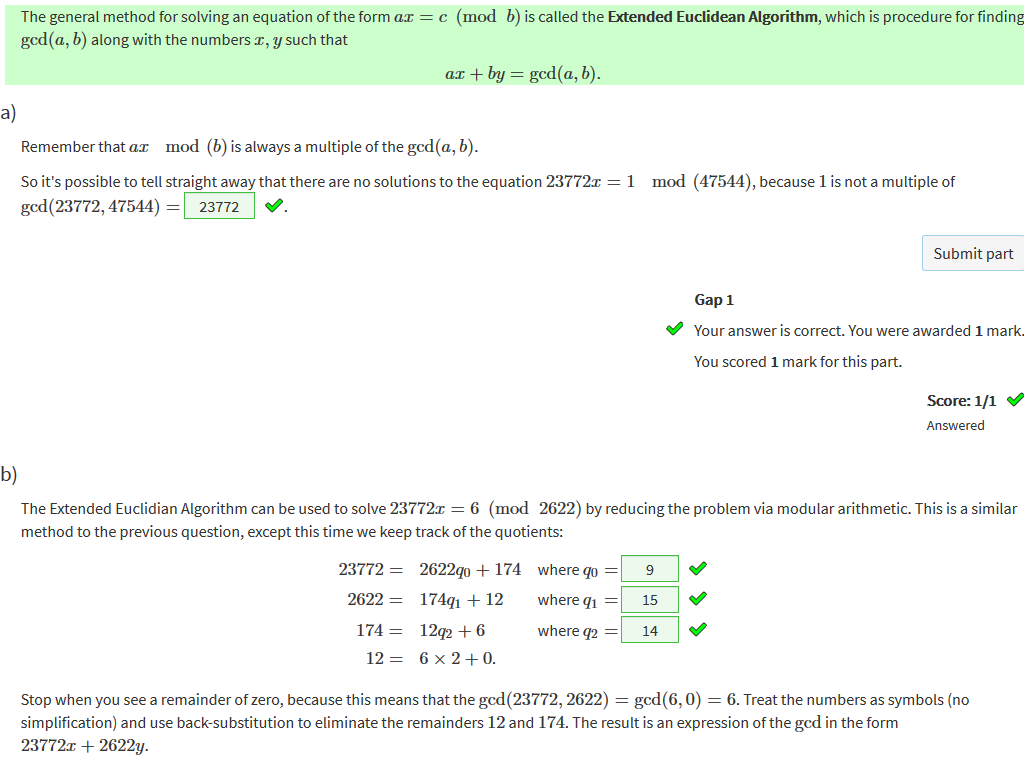 The general method for solving an equation of the form ax = c (mod b) is called the Extended Euclidean Algorithm, which is procedure for finding
gcd(a, b) along with the numbers x, y such that
ax + by = gcd(a, b).
a)
Remember that ax mod (b) is always a multiple of the gcd(a, b).
So it's possible to tell straight away that there are no solutions to the equation 23772x = 1 mod (47544), because 1 is not a multiple of
gcd(23772, 47544) = 23772 ✔.
Submit part
Gap 1
✔ Your answer is correct. You were awarded 1 mark.
You scored 1 mark for this part.
Score: 1/1 ✔
Answered
b)
The Extended Euclidian Algorithm can be used to solve 23772x = 6 (mod 2622) by reducing the problem via modular arithmetic. This is a similar
method to the previous question, except this time we keep track of the quotients:
23772 = 2622q₀ + 174 where q₀ = 9 ✔
2622 = 174q₁ + 12 where q₁ = 15 ✔
174 = 12q₂ + 6 where q₂ = 14 ✔
12 = 6 × 2 + 0.
Stop when you see a remainder of zero, because this means that the gcd(23772, 2622) = gcd(6, 0) = 6. Treat the numbers as symbols (no
simplification) and use back-substitution to eliminate the remainders 12 and 174. The result is an expression of the gcd in the form
23772x + 2622y.